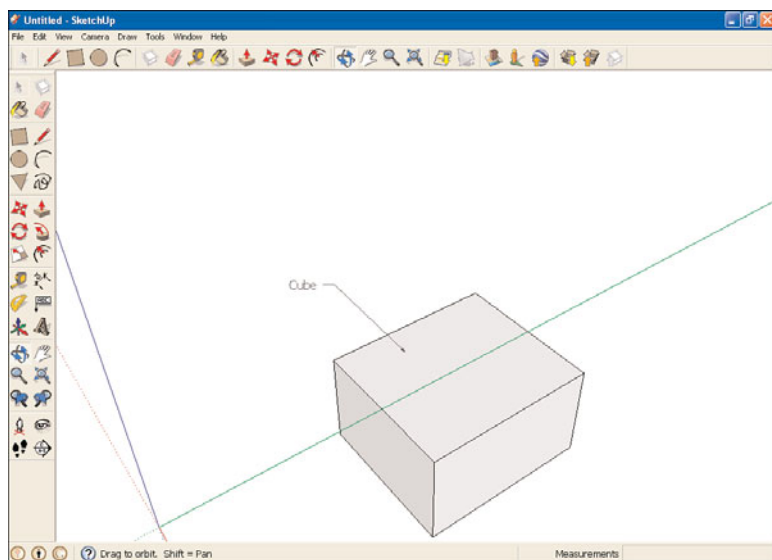 Untitled - SketchUp
File Edit View Camera Draw Tools Window Help
Cube
Drag to orbit. Shift = Pan
Measurements